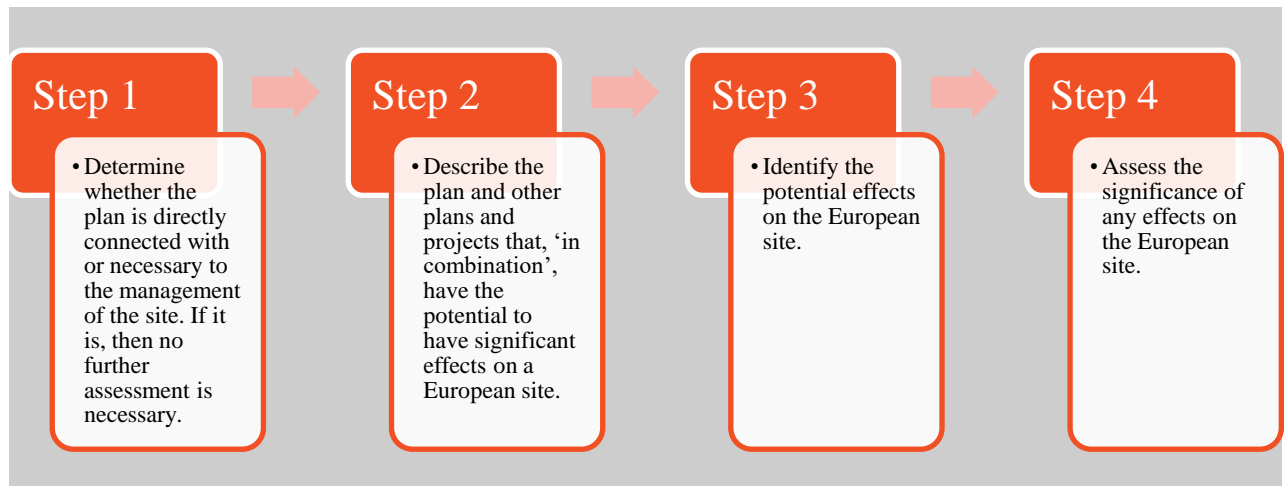 Step 1
• Determine
whether the
plan is directly
connected with
or necessary to
the management
of the site. If it
is, then no
further
assessment is
necessary.
Step 2
• Describe the
plan and other
plans and
projects that, ‘in
combination’,
have the
potential to
have significant
effects on a
European site.
Step 3
• Identify the
potential effects
on the European
site.
Step 4
• Assess the
significance of
any effects on
the European
site.